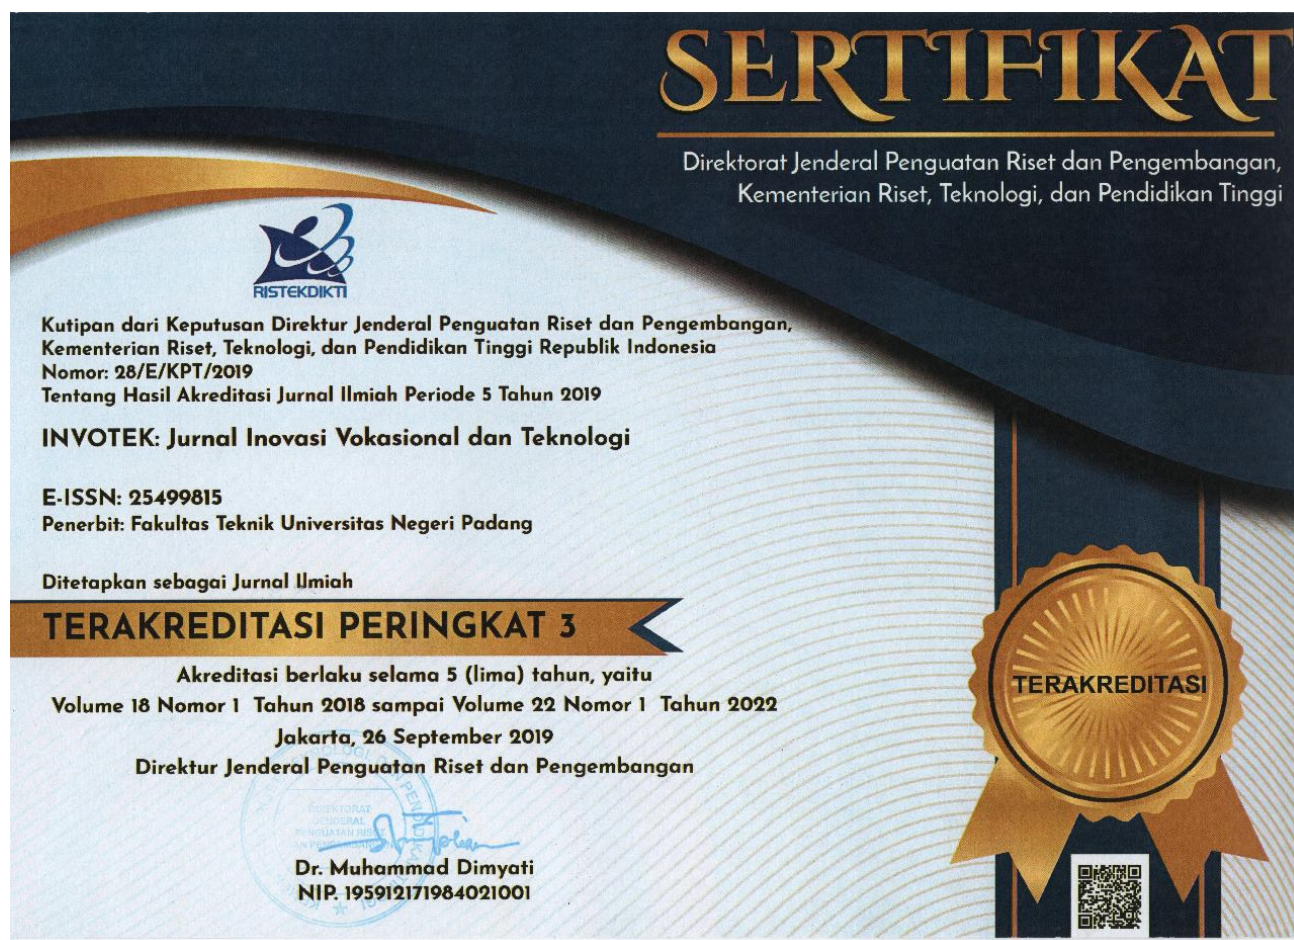 SERTIFIKAT
Direktorat Jenderal Penguatan Riset dan Pengembangan,
Kementerian Riset, Teknologi, dan Pendidikan Tinggi
RISTEKDIKTI
Kutipan dari Keputusan Direktur Jenderal Penguatan Riset dan Pengembangan,
Kementerian Riset, Teknologi, dan Pendidikan Tinggi Republik Indonesia
Nomor: 28/E/KPT/2019
Tentang Hasil Akreditasi Jurnal Ilmiah Periode 5 Tahun 2019
INVOTEK: Jurnal Inovasi Vokasional dan Teknologi
E-ISSN: 25499815
Penerbit: Fakultas Teknik Universitas Negeri Padang
Ditetapkan sebagai Jurnal Ilmiah
TERAKREDITASI PERINGKAT 3
TERAKREDITASI
Akreditasi berlaku selama 5 (lima) tahun, yaitu
Volume 18 Nomor 1 Tahun 2018 sampai Volume 22 Nomor 1 Tahun 2022
Jakarta, 26 September 2019
Direktur Jenderal Penguatan Riset dan Pengembangan
Dr. Muhammad Dimyati
NIP. 195912171984021001